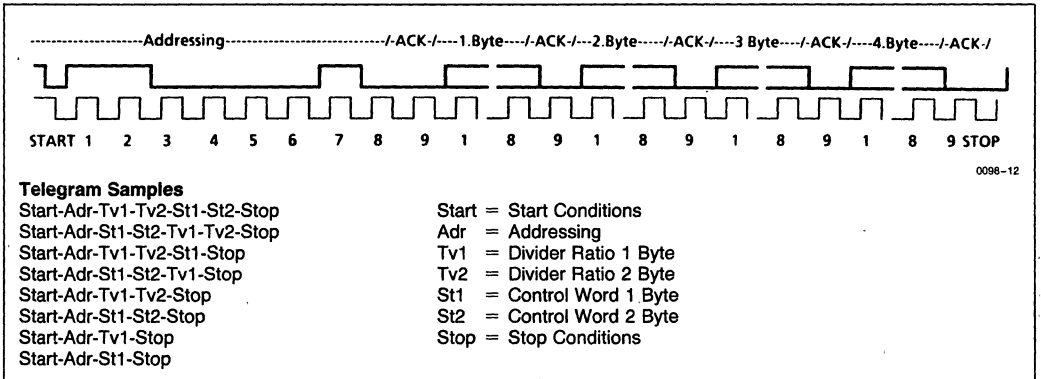 -------------------Addressing---------------------------/-ACK-/----1.Byte----/-ACK-/---2.Byte-----/-ACK-/----3 Byte----/-ACK-/----4.Byte----/-ACK-/
START 1 2 3 4 5 6 7 8 9 1 8 9 1 8 9 1 8 9 1 8 9 STOP
0098-12
Telegram Samples
Start-Adr-Tv1-Tv2-St1-St2-Stop
Start-Adr-St1-St2-Tv1-Tv2-Stop
Start-Adr-Tv1-Tv2-St1-Stop
Start-Adr-St1-St2-Tv1-Stop
Start-Adr-Tv1-Tv2-Stop
Start-Adr-St1-St2-Stop
Start-Adr-Tv1-Stop
Start-Adr-St1-Stop
Start = Start Conditions
Adr = Addressing
Tv1 = Divider Ratio 1 Byte
Tv2 = Divider Ratio 2 Byte
St1 = Control Word 1 Byte
St2 = Control Word 2 Byte
Stop = Stop Conditions